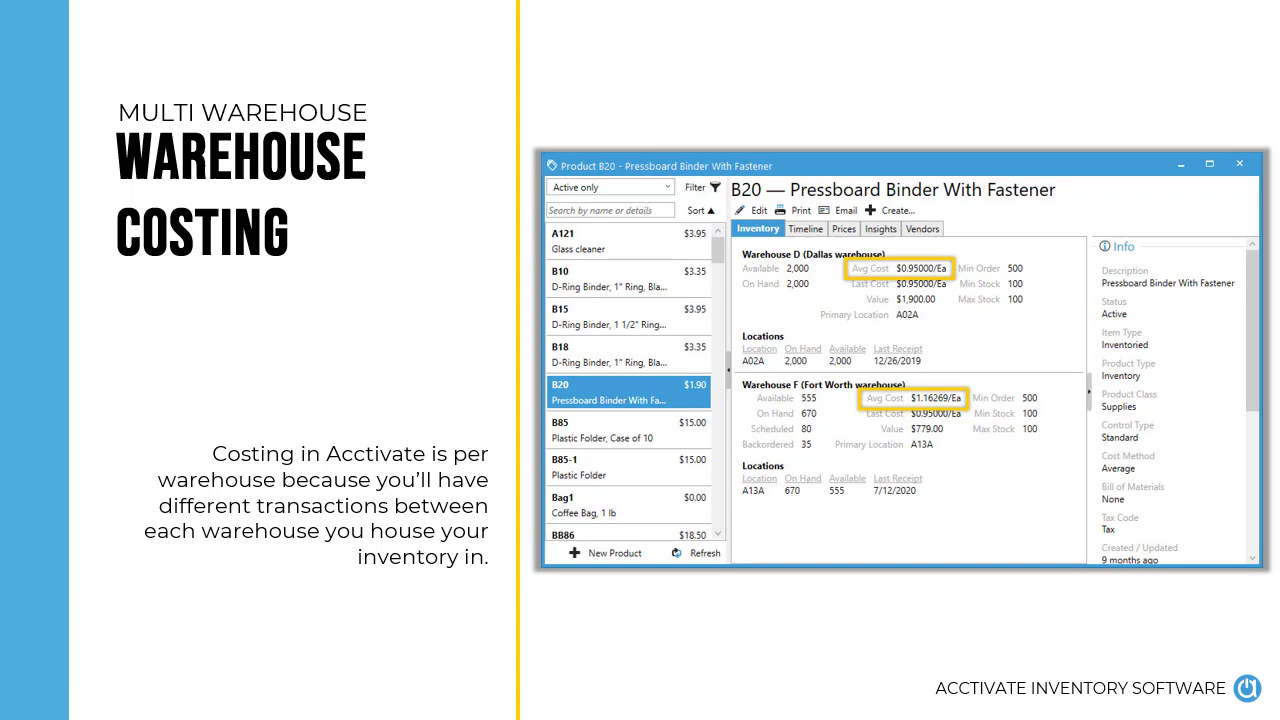 MULTI WAREHOUSE
WAREHOUSE
COSTING
Costing in Acctivate is per
warehouse because you’ll have
different transactions between
each warehouse you house your
inventory in.
Product B20 - Pressboard Binder With Fastener
Active only
Filter
Search by name or details
Sort
A121 $3.95
Glass cleaner
B10 $3.35
D-Ring Binder, 1" Ring, Bla...
B15 $3.95
D-Ring Binder, 1 1/2" Ring...
B18 $3.35
D-Ring Binder, 1" Ring, Bla...
B20 $1.90
Pressboard Binder With Fa...
B85 $15.00
Plastic Folder, Case of 10
B85-1 $15.00
Plastic Folder
Bag1 $0.00
Coffee Bag, 1 lb
BB86 $18.50
New Product Refresh
B20 — Pressboard Binder With Fastener
Edit Print Email Create...
Inventory Timeline Prices Insights Vendors
Warehouse D (Dallas warehouse)
Available 2,000 Avg Cost $0.95000/Ea Min Order 500
On Hand 2,000 Last Cost $0.95000/Ea Min Stock 100
Value $1,900.00 Max Stock 100
Primary Location A02A
Locations
Location On Hand Available Last Receipt
A02A 2,000 2,000 12/26/2019
Warehouse F (Fort Worth warehouse)
Available 555 Avg Cost $1.16269/Ea Min Order 500
On Hand 670 Last Cost $0.95000/Ea Min Stock 100
Scheduled 80 Value $779.00 Max Stock 100
Backordered 35 Primary Location A13A
Locations
Location On Hand Available Last Receipt
A13A 670 555 7/12/2020
Info
Description
Pressboard Binder With Fastener
Status
Active
Item Type
Inventoried
Product Type
Inventory
Product Class
Supplies
Control Type
Standard
Cost Method
Average
Bill of Materials
None
Tax Code
Tax
Created / Updated
9 months ago
ACCTIVATE INVENTORY SOFTWARE